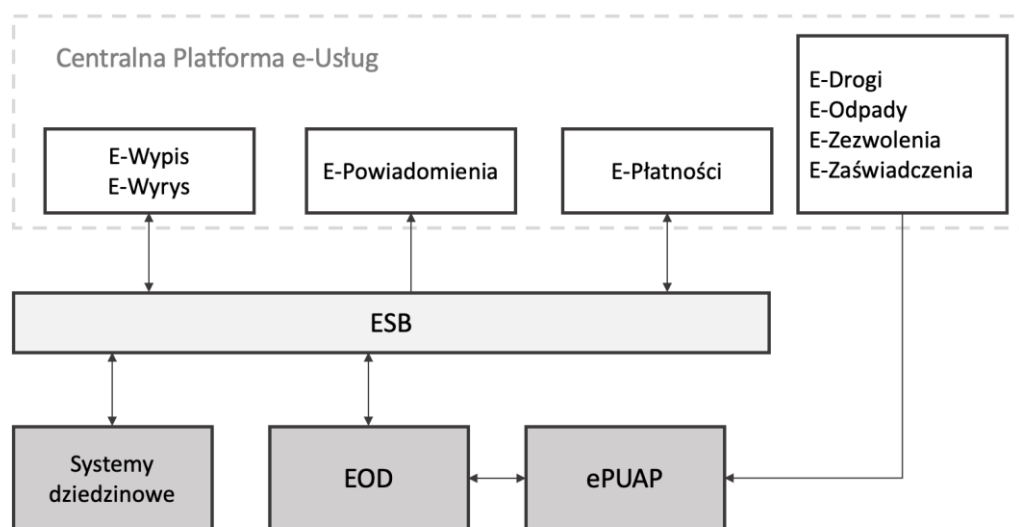 Centralna Platforma e-Usług
E-Wypis
E-Wyrys
E-Powiadomienia
E-Płatności
E-Drogi
E-Odpady
E-Zezwolenia
E-Zaświadczenia
ESB
Systemy
dziedzinowe
EOD
ePUAP